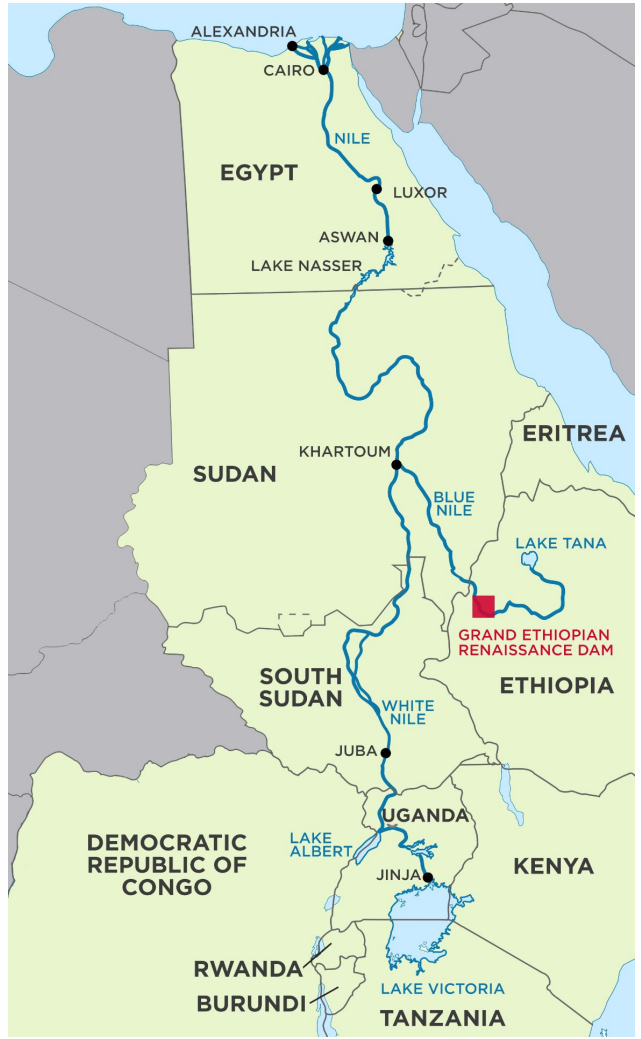 ALEXANDRIA
CAIRO
NILE
EGYPT
LUXOR
ASWAN
LAKE NASSER
ERITREA
KHARTOUM
SUDAN
BLUE
NILE
LAKE TANA
GRAND ETHIOPIAN
RENAISSANCE DAM
SOUTH
SUDAN
ETHIOPIA
WHITE
NILE
JUBA
UGANDA
DEMOCRATIC
REPUBLIC OF
CONGO
LAKE
ALBERT
KENYA
JINJA
RWANDA
BURUNDI
LAKE VICTORIA
TANZANIA